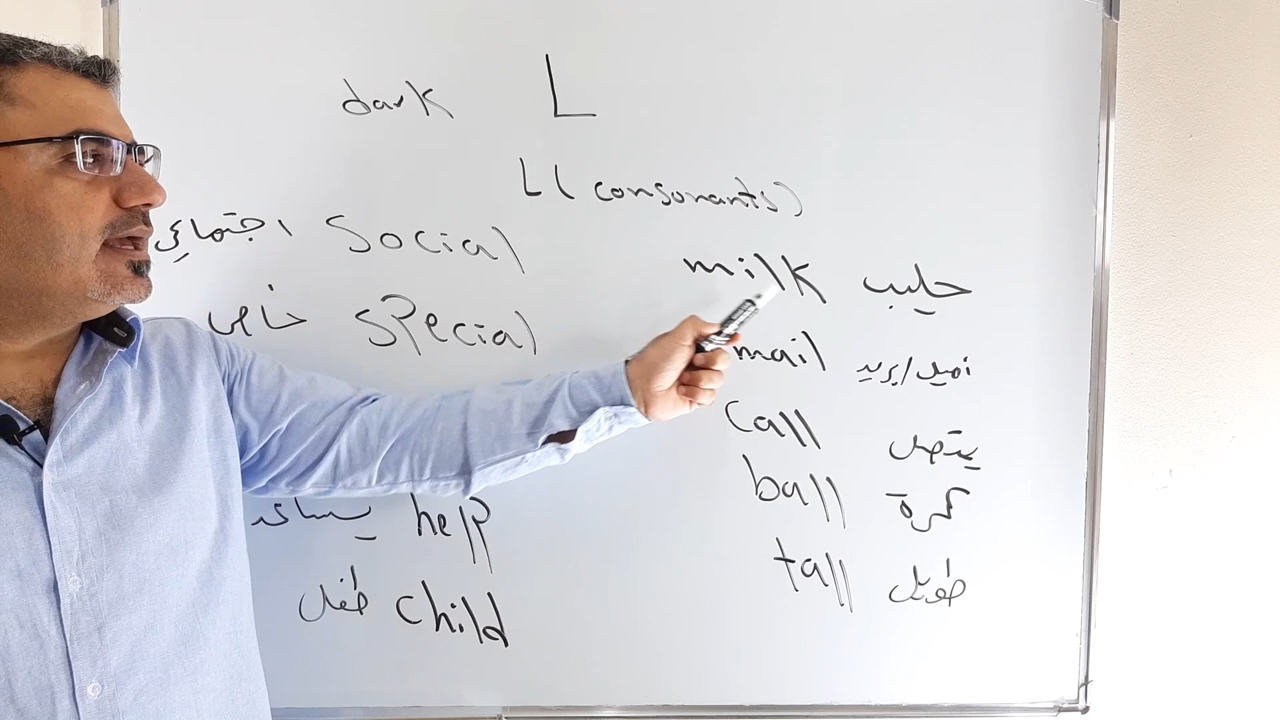 dark L
L (consonants)
social اجتماعي
special خاص
help يساعد
child طفل
milk حليب
mail اميل/بريد
call يتصل
ball كرة
tall طويل